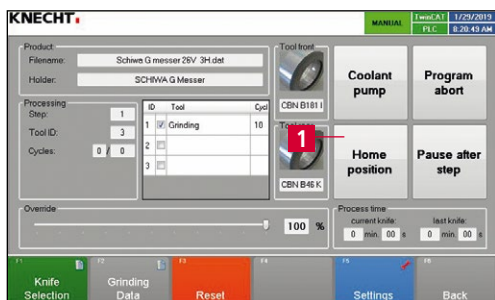 KNECHT.
MANUAL
TwinCAT
1/29/2019
PLC
8:20:49 AM
Product
Filename:
Schiwa G messer 26V 3H.dat
Holder:
SCHIWA G Messer
Tool front
CBN B181 I
Coolant pump
Program abort
Processing
Step:
1
Tool ID:
3
Cycles:
0 / 0
ID Tool Cycl
1 Grinding 10
2
3
1
CBN B46 K
Home position
Pause after step
Override
100 %
Process time
current knife:
last knife:
0 min. 00 s
0 min. 00 s
F1
Knife Selection
F2
Grinding Data
F3
Reset
F4
F5
Settings
F6
Back